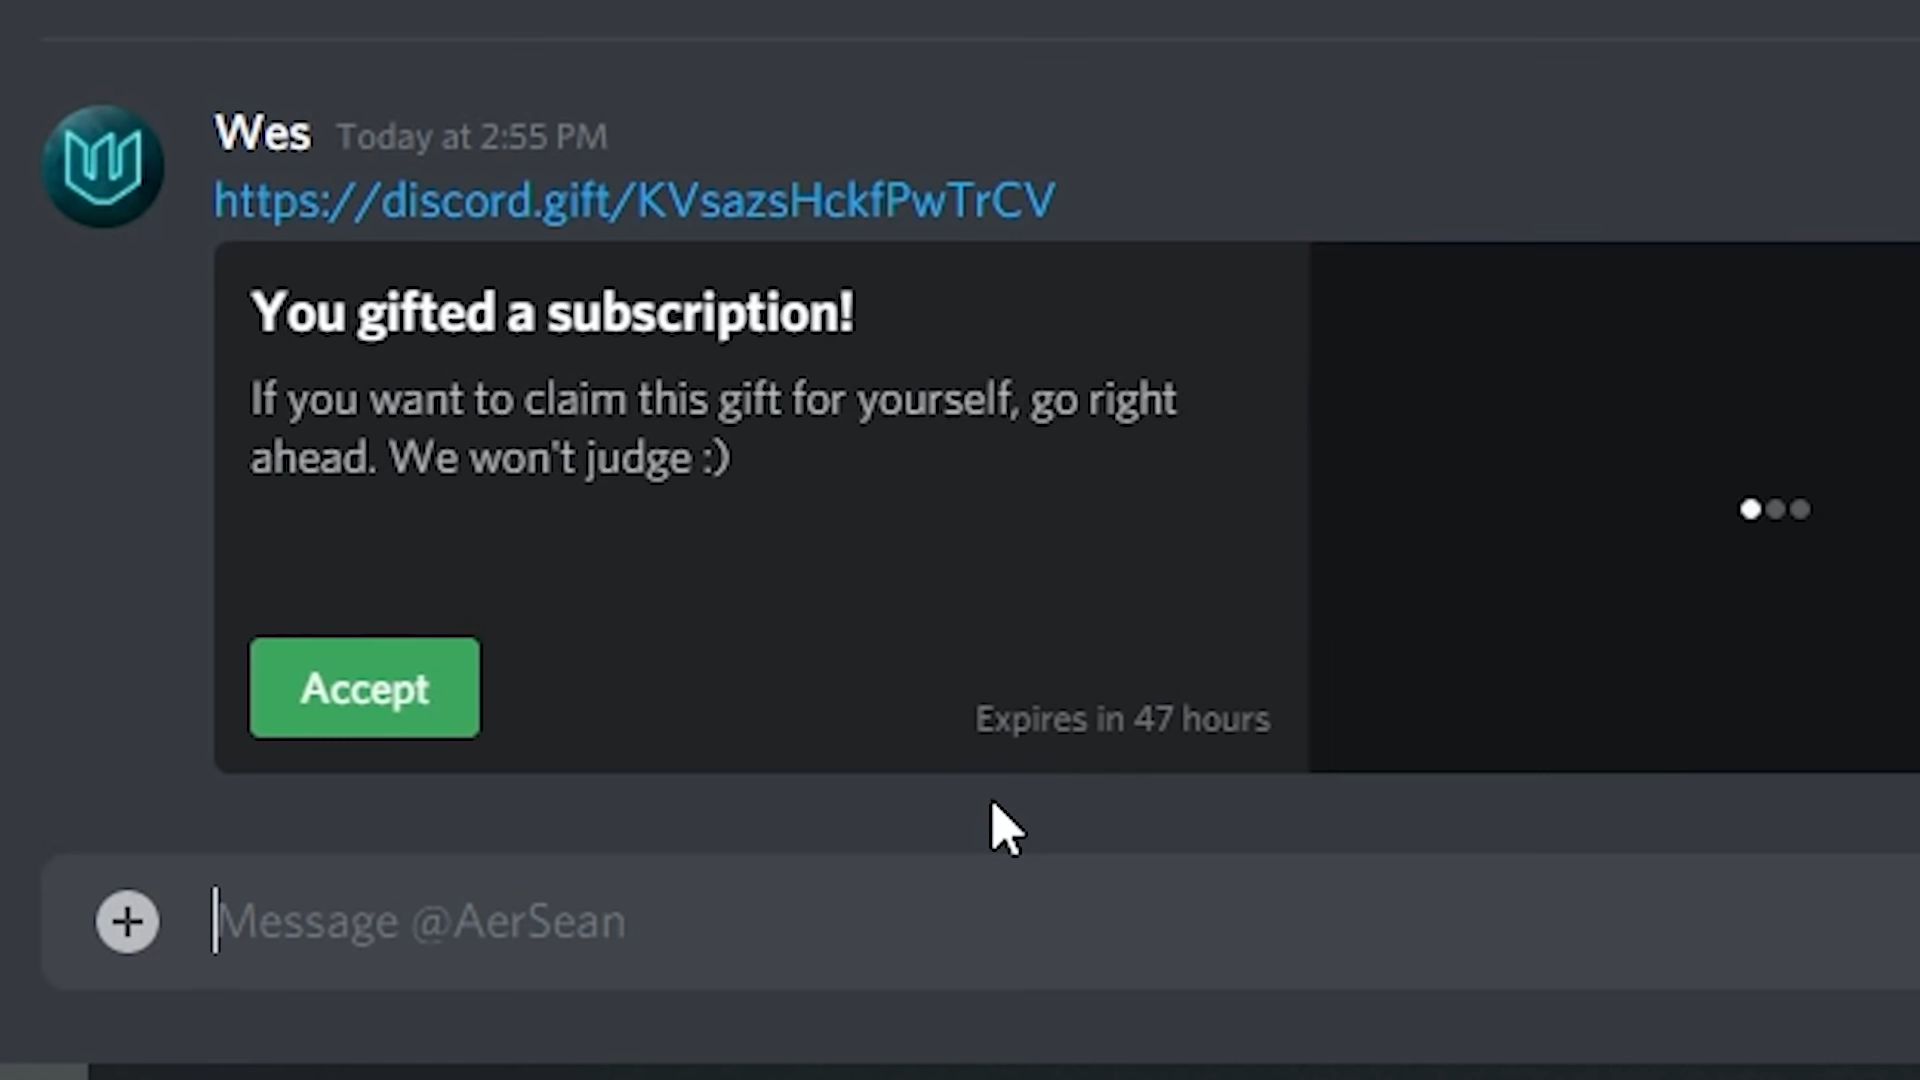 Wes Today at 2:55 PM
https://discord.gift/KVsazsHckfPwTrCV
You gifted a subscription!
If you want to claim this gift for yourself, go right
ahead. We won't judge :)
Accept
Expires in 47 hours
Message @AerSean